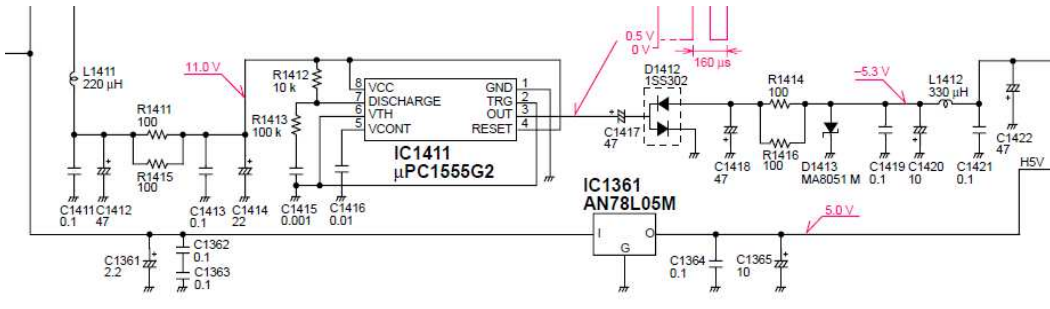 0.5 V
0 V
160 µs
L1411
220 µH
11.0 V
R1412
10 k
R1413
100 k
8 VCC
7 DISCHARGE
6 VTH
5 VCONT
GND 1
TRG 2
OUT 3
RESET 4
IC1411
µPC1555G2
D1412
1SS302
R1414
100
–5.3 V
L1412
330 µH
R1411
100
R1415
100
C1417
47
R1416
100
C1418
47
D1413
MA8051 M
C1419
0.1
C1420
10
C1421
0.1
C1422
47
H5V
C1411
0.1
C1412
47
C1413
0.1
C1414
22
C1415
0.001
C1416
0.01
IC1361
AN78L05M
I
O
G
5.0 V
C1361
2.2
C1362
0.1
C1363
0.1
C1364
0.1
C1365
10